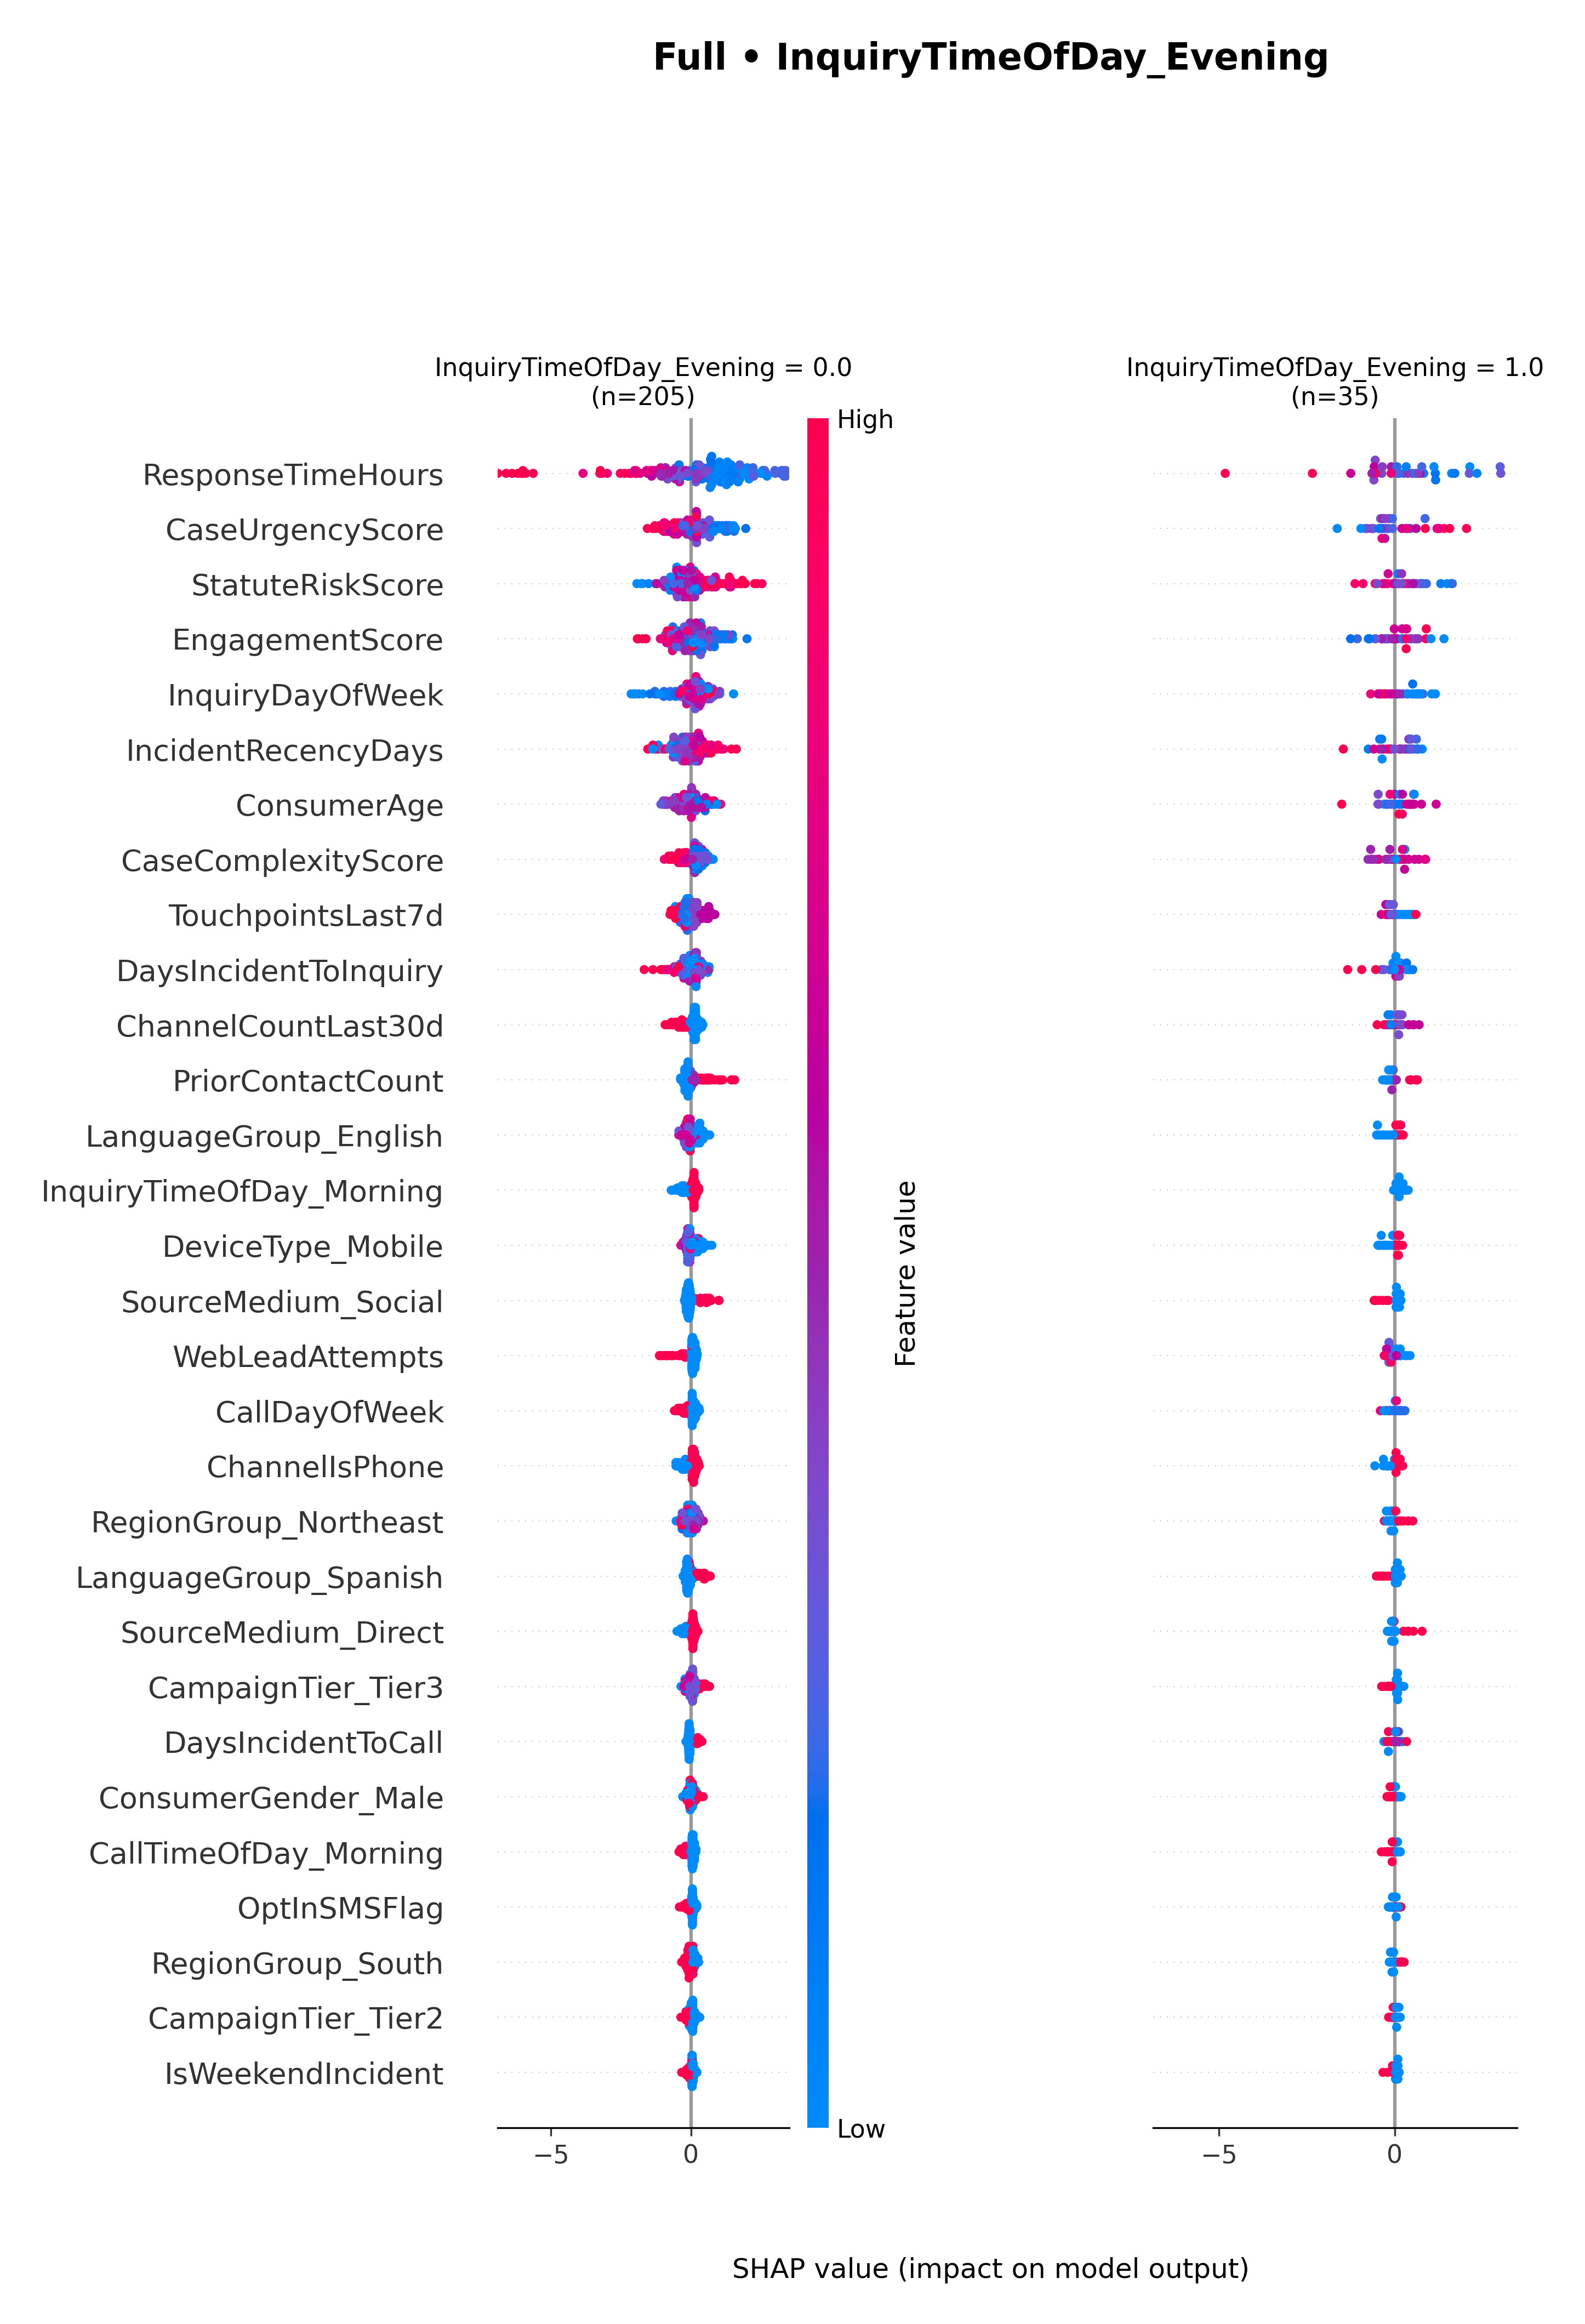 Full • InquiryTimeOfDay_Evening
InquiryTimeOfDay_Evening = 0.0
(n=205)
InquiryTimeOfDay_Evening = 1.0
(n=35)
High
ResponseTimeHours
CaseUrgencyScore
StatuteRiskScore
EngagementScore
InquiryDayOfWeek
IncidentRecencyDays
ConsumerAge
CaseComplexityScore
TouchpointsLast7d
DaysIncidentToInquiry
ChannelCountLast30d
PriorContactCount
LanguageGroup_English
InquiryTimeOfDay_Morning
DeviceType_Mobile
SourceMedium_Social
WebLeadAttempts
CallDayOfWeek
ChannelIsPhone
RegionGroup_Northeast
LanguageGroup_Spanish
SourceMedium_Direct
CampaignTier_Tier3
DaysIncidentToCall
ConsumerGender_Male
CallTimeOfDay_Morning
OptInSMSFlag
RegionGroup_South
CampaignTier_Tier2
IsWeekendIncident
Feature value
Low
−5 0
−5 0
SHAP value (impact on model output)